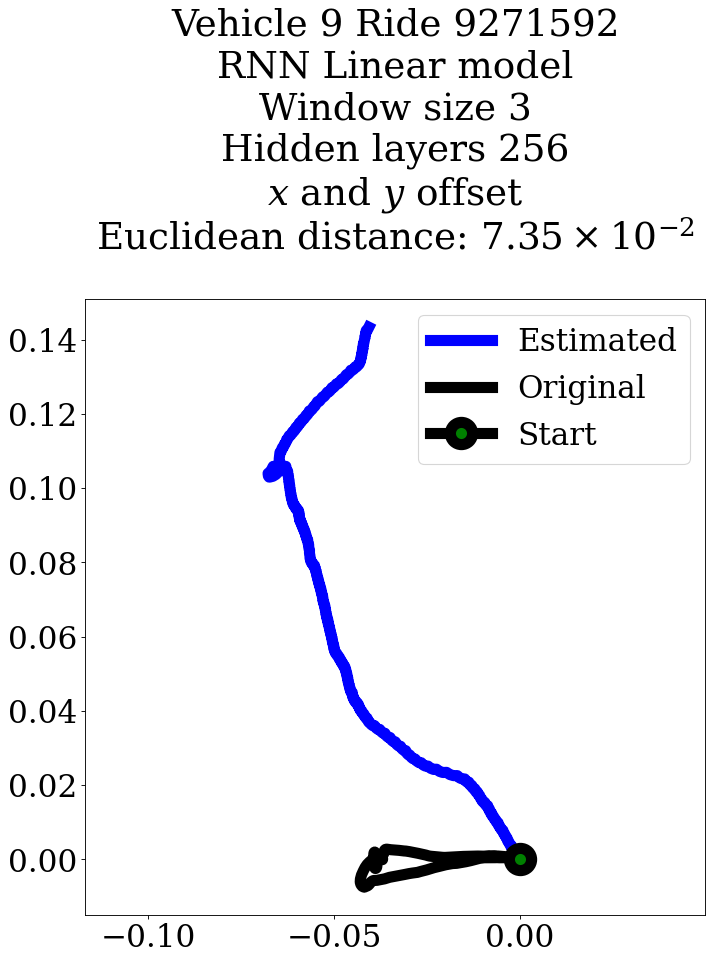 Vehicle 9 Ride 9271592
RNN Linear model
Window size 3
Hidden layers 256
x and y offset
Euclidean distance: 7.35 × 10⁻²
Estimated
Original
Start
0.14
0.12
0.10
0.08
0.06
0.04
0.02
0.00
−0.10 −0.05 0.00